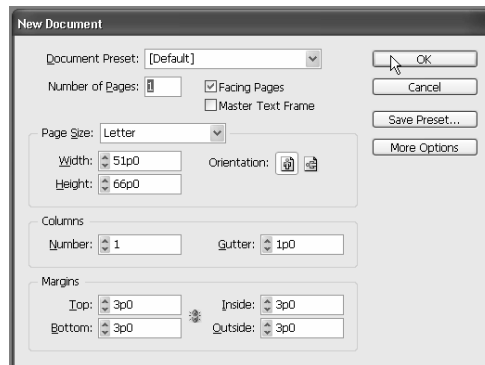 New Document
Document Preset: [Default] OK
Number of Pages: 1 Facing Pages Cancel
Master Text Frame
Save Preset...
Page Size: Letter
More Options
Width: 51p0 Orientation:
Height: 66p0
Columns
Number: 1 Gutter: 1p0
Margins
Top: 3p0 Inside: 3p0
Bottom: 3p0 Outside: 3p0